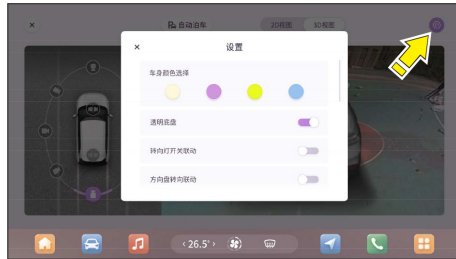 自动泊车
2D视图 3D视图
设置
车身颜色选择
透明底盘
转向灯开关联动
方向盘转向联动
26.5°